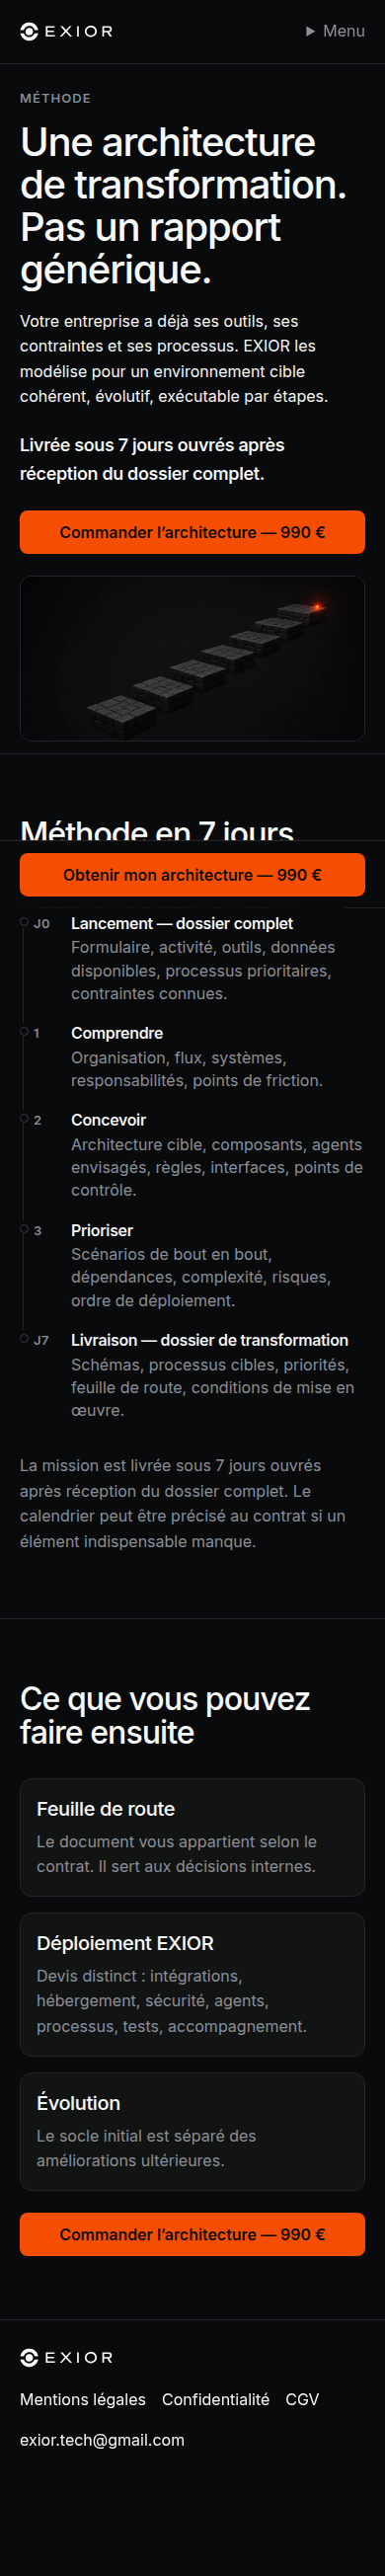 EXIOR
Menu
MÉTHODE
Une architecture
de transformation.
Pas un rapport
générique.
Votre entreprise a déjà ses outils, ses
contraintes et ses processus. EXIOR les
modélise pour un environnement cible
cohérent, évolutif, exécutable par étapes.
Livrée sous 7 jours ouvrés après
réception du dossier complet.
Commander l’architecture — 990 €
Méthode en 7 jours
Obtenir mon architecture — 990 €
J0 Lancement — dossier complet
Formulaire, activité, outils, données
disponibles, processus prioritaires,
contraintes connues.
1 Comprendre
Organisation, flux, systèmes,
responsabilités, points de friction.
2 Concevoir
Architecture cible, composants, agents
envisagés, règles, interfaces, points de
contrôle.
3 Prioriser
Scénarios de bout en bout,
dépendances, complexité, risques,
ordre de déploiement.
J7 Livraison — dossier de transformation
Schémas, processus cibles, priorités,
feuille de route, conditions de mise en
œuvre.
La mission est livrée sous 7 jours ouvrés
après réception du dossier complet. Le
calendrier peut être précisé au contrat si un
élément indispensable manque.
Ce que vous pouvez
faire ensuite
Feuille de route
Le document vous appartient selon le
contrat. Il sert aux décisions internes.
Déploiement EXIOR
Devis distinct : intégrations,
hébergement, sécurité, agents,
processus, tests, accompagnement.
Évolution
Le socle initial est séparé des
améliorations ultérieures.
Commander l’architecture — 990 €
EXIOR
Mentions légales Confidentialité CGV
exior.tech@gmail.com